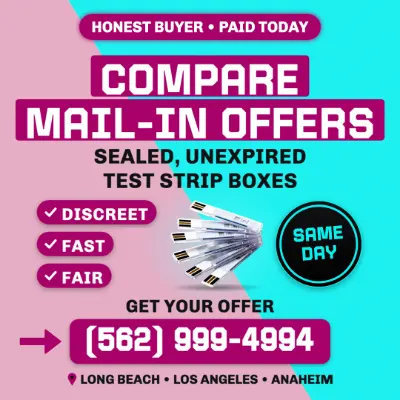 HONEST BUYER • PAID TODAY
COMPARE
MAIL-IN OFFERS
SEALED, UNEXPIRED
TEST STRIP BOXES
DISCREET
FAST
FAIR
SAME
DAY
GET YOUR OFFER
(562) 999-4994
LONG BEACH • LOS ANGELES • ANAHEIM